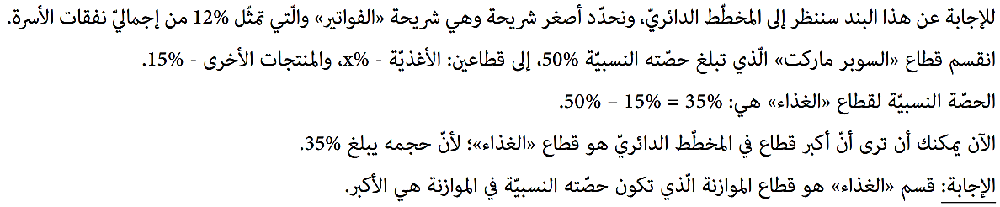 للإجابة عن هذا البند سننظر إلى المخطّط الدائريّ، ونحدّد أصغر شريحة وهي شريحة «الفواتير» والّتي تمثّل 12% من إجماليّ نفقات الأسرة.
انقسم قطاع «السوبر ماركت» الّذي تبلغ حصّته النسبيّة 50%، إلى قطاعين: الأغذيّة - x%، والمنتجات الأخرى - 15%.
الحصّة النسبيّة لقطاع «الغذاء» هي: 50% – 15% = 35%.
الآن يمكنك أن ترى أنّ أكبر قطاع في المخطّط الدائريّ هو قطاع «الغذاء»؛ لأنّ حجمه يبلغ 35%.
الإجابة: قسم «الغذاء» هو قطاع الموازنة الّذي تكون حصّته النسبيّة في الموازنة هي الأكبر.